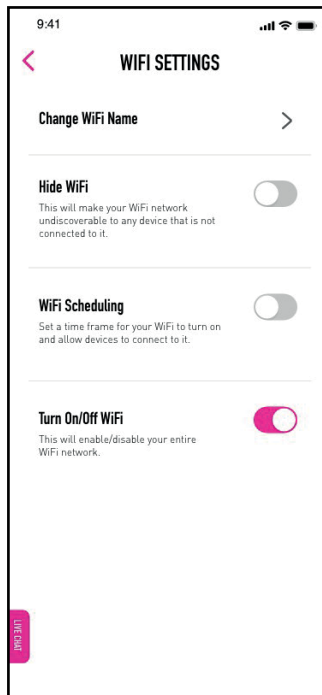 9:41
WIFI SETTINGS
Change WiFi Name
Hide WiFi
This will make your WiFi network
undiscoverable to any device that is not
connected to it.
WiFi Scheduling
Set a time frame for your WiFi to turn on
and allow devices to connect to it.
Turn On/Off WiFi
This will enable/disable your entire
WiFi network.
LIVE CHAT